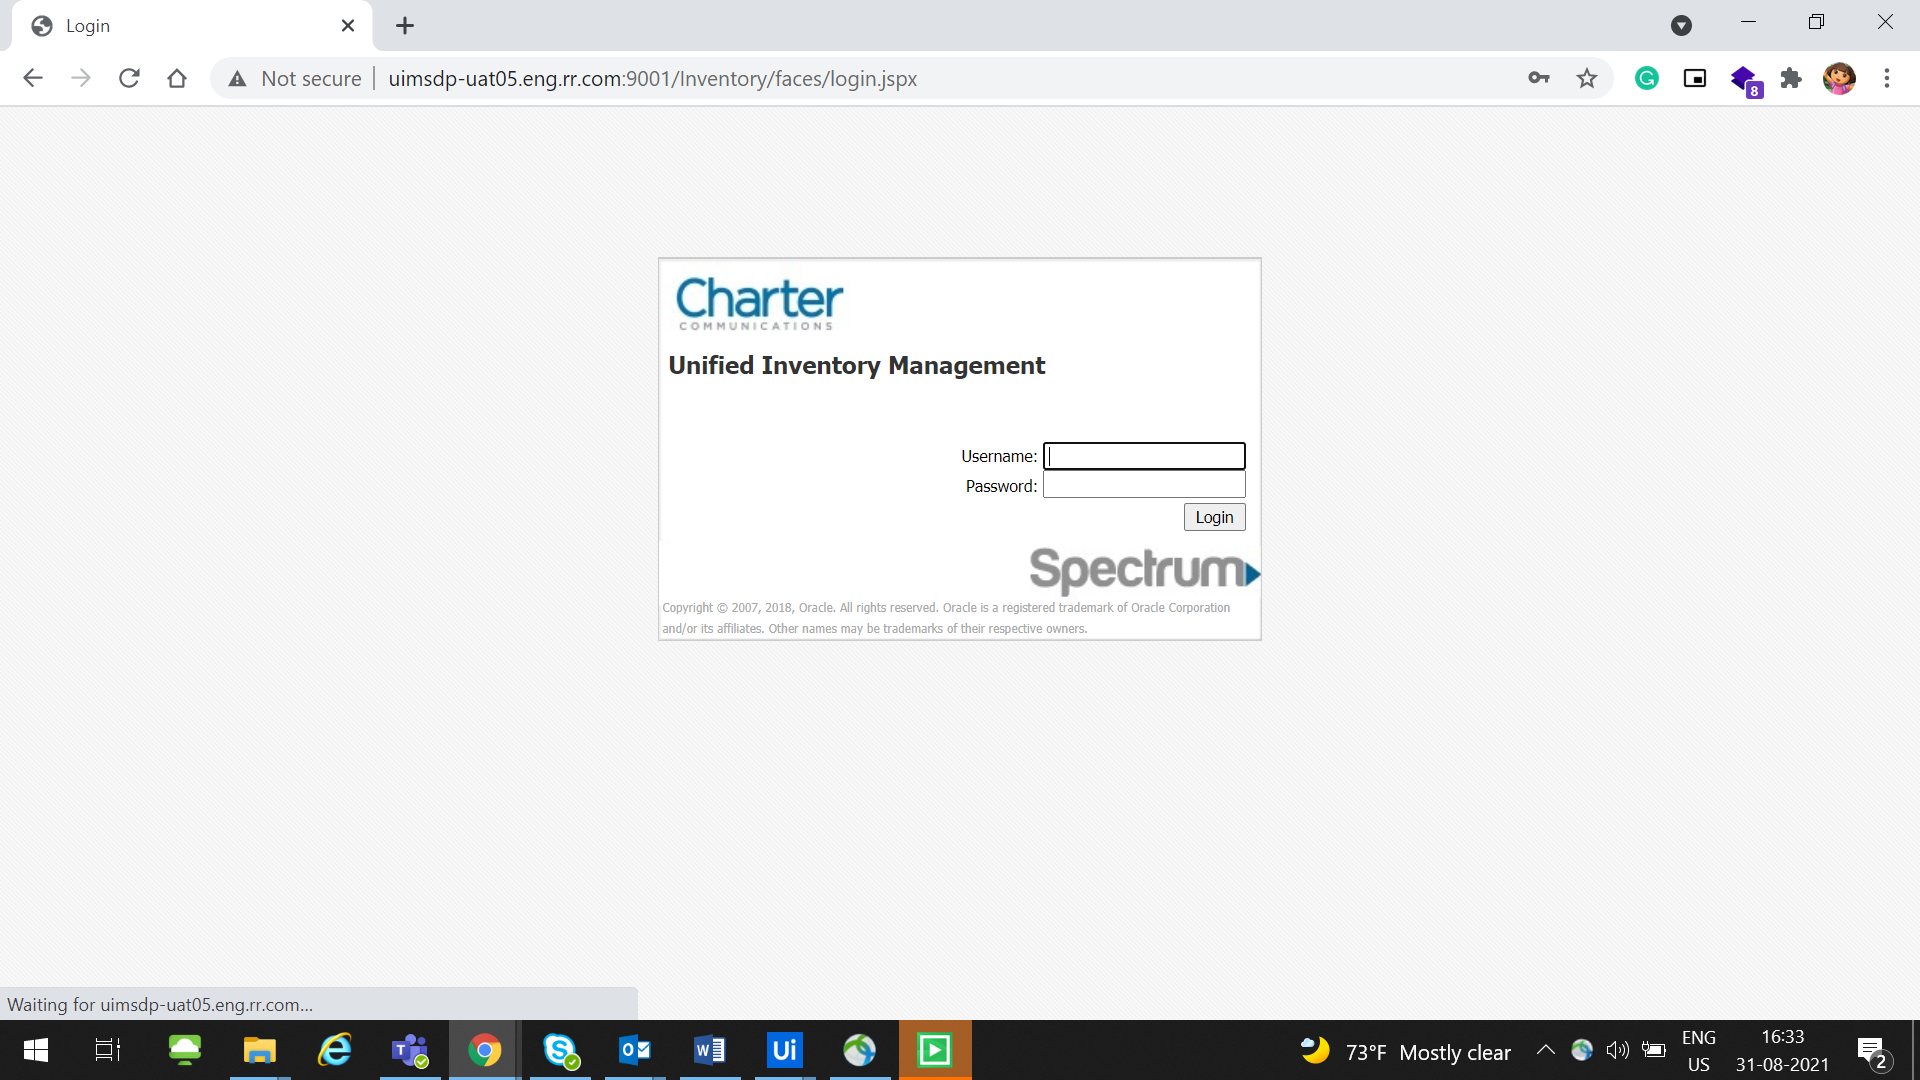 Login
Not secure
uimsdp-uat05.eng.rr.com:9001/Inventory/faces/login.jspx
8
Charter
COMMUNICATIONS
Unified Inventory Management
Username:
Password:
Login
Spectrum
Copyright © 2007, 2018, Oracle. All rights reserved. Oracle is a registered trademark of Oracle Corporation
and/or its affiliates. Other names may be trademarks of their respective owners.
Waiting for uimsdp-uat05.eng.rr.com...
Ui
73°F Mostly clear
ENG
US
16:33
31-08-2021
2